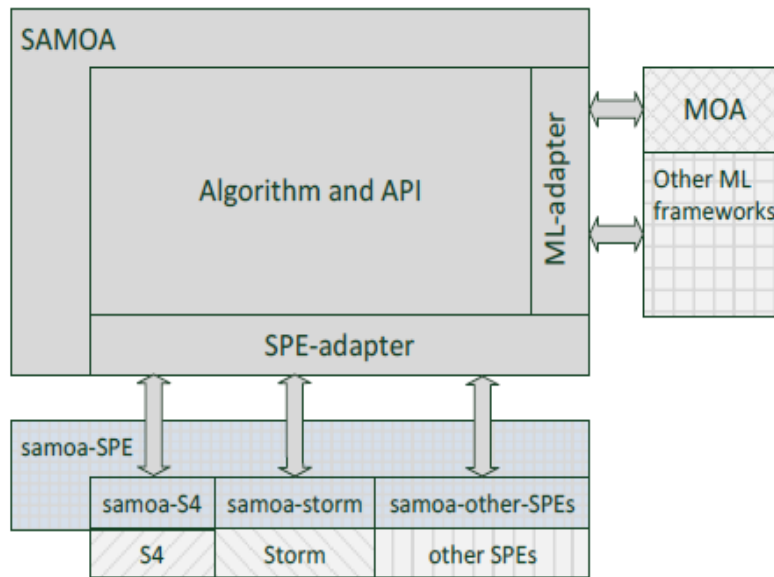 SAMOA
Algorithm and API
ML-adapter
MOA
Other ML
frameworks
SPE-adapter
samoa-SPE
samoa-S4
samoa-storm
samoa-other-SPEs
S4
Storm
other SPEs